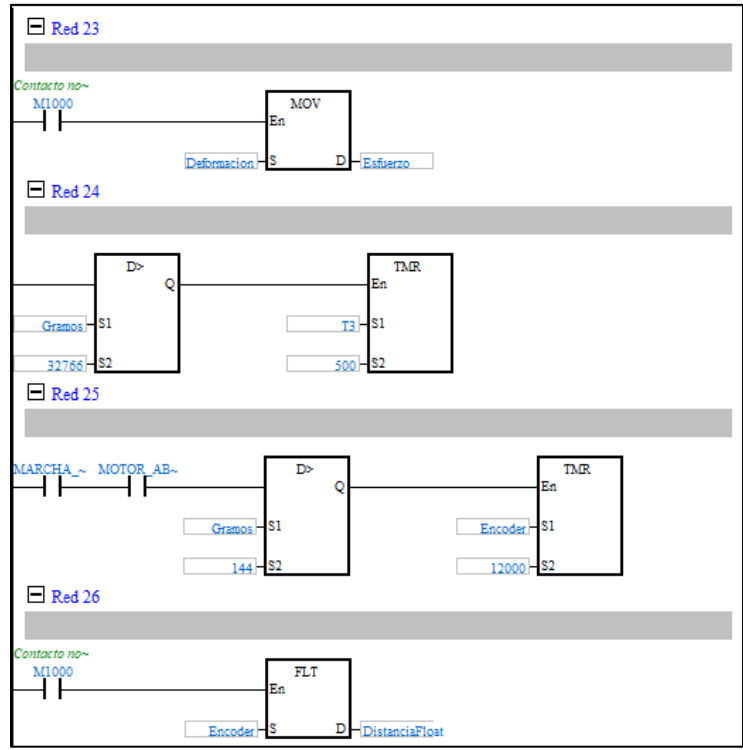 Red 23
Contacto no~
M1000
MOV
En
Deformacion S D Esfuerzo
Red 24
D> TMR
Q En
Gramos S1 T3 S1
32766 S2 500 S2
Red 25
MARCHA_~ MOTOR_AB~ D> TMR
Q En
Gramos S1 Encoder S1
144 S2 12000 S2
Red 26
Contacto no~
M1000
FLT
En
Encoder S D DistanciaFloat